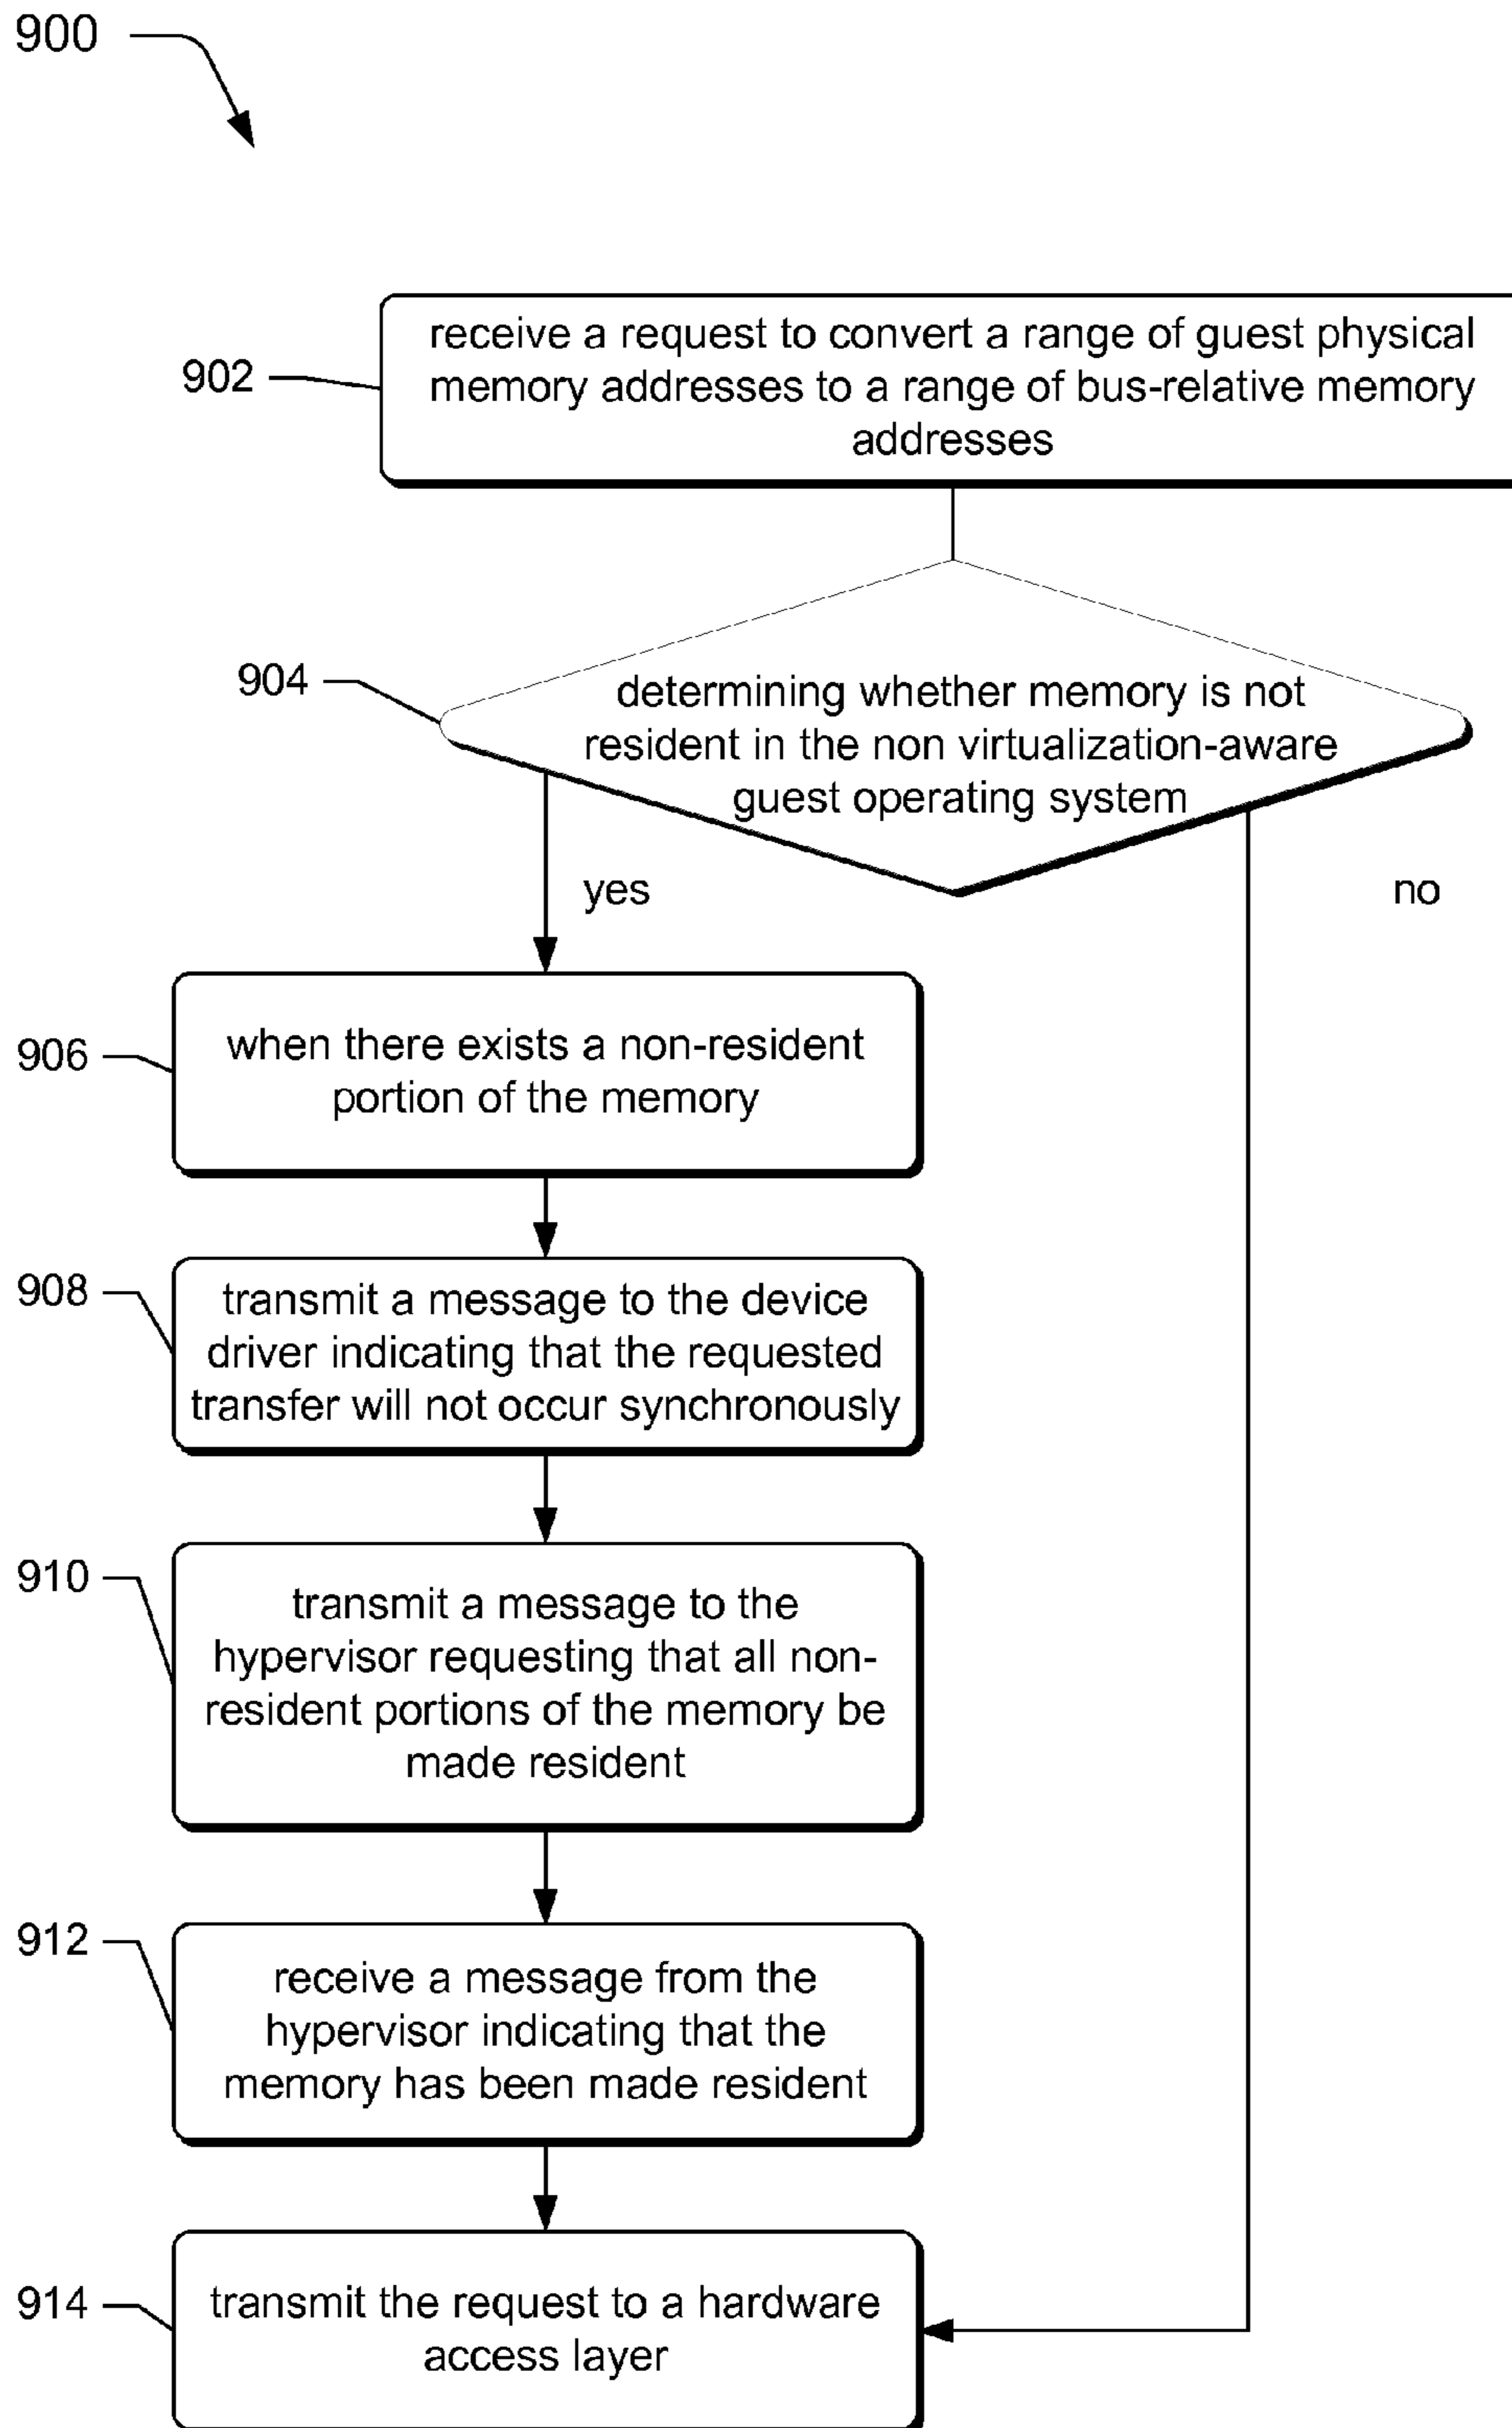 900
902
receive a request to convert a range of guest physical
memory addresses to a range of bus-relative memory
addresses
904
determining whether memory is not
resident in the non virtualization-aware
guest operating system
yes
no
906
when there exists a non-resident
portion of the memory
908
transmit a message to the device
driver indicating that the requested
transfer will not occur synchronously
910
transmit a message to the
hypervisor requesting that all non-
resident portions of the memory be
made resident
912
receive a message from the
hypervisor indicating that the
memory has been made resident
914
transmit the request to a hardware
access layer